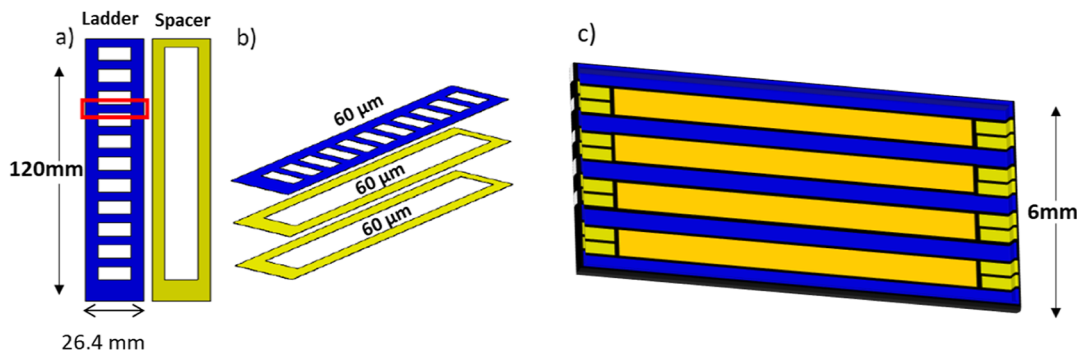 Ladder Spacer
a)
b)
c)
120mm
26.4 mm
60 μm
60 μm
60 μm
6mm